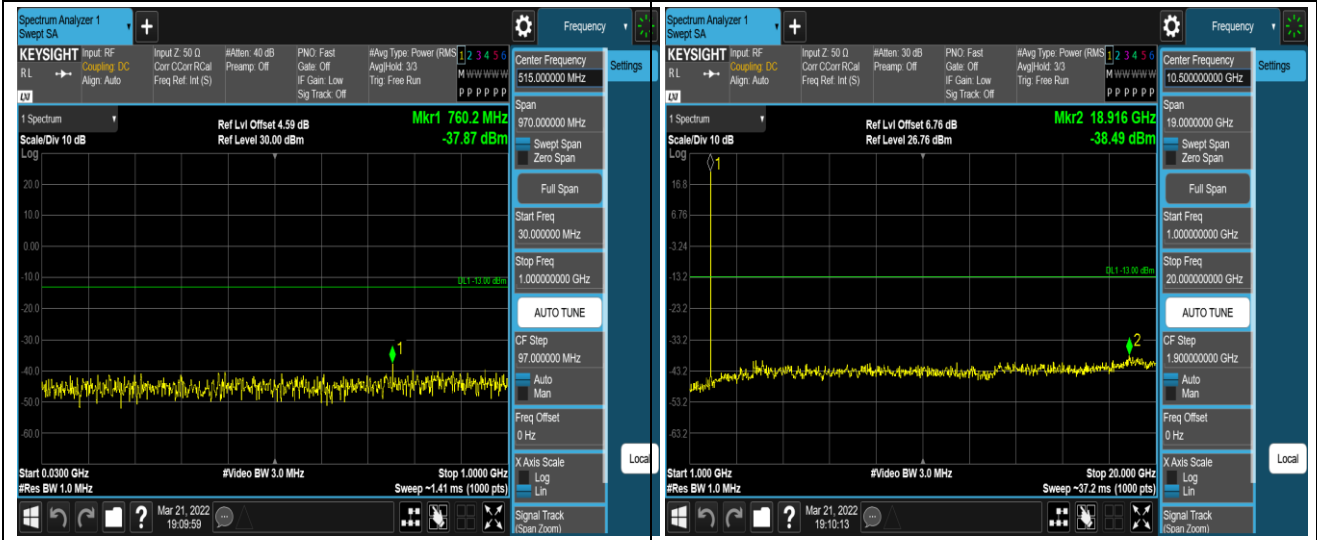 Spectrum Analyzer 1
Swept SA
+
Frequency
KEYSIGHT
RL
LXI
Input: RF
Coupling: DC
Align: Auto
Input Z: 50 Ω
Corr CCorr RCal
Freq Ref: Int (S)
#Atten: 40 dB
Preamp: Off
PNO: Fast
Gate: Off
IF Gain: Low
Sig Track: Off
#Avg Type: Power (RMS
Avg|Hold: 3/3
Trig: Free Run
1 2 3 4 5 6
M W W W W W
P P P P P P
Center Frequency
515.000000 MHz
Settings
1 Spectrum
Scale/Div 10 dB
Log
Ref Lvl Offset 4.59 dB
Ref Level 30.00 dBm
Mkr1 760.2 MHz
-37.87 dBm
20.0
10.0
0.00
-10.0
-20.0
-30.0
-40.0
-50.0
-60.0
DL1 -13.00 dBm
1
Start 0.0300 GHz
#Res BW 1.0 MHz
#Video BW 3.0 MHz
Stop 1.0000 GHz
Sweep ~1.41 ms (1000 pts)
Span
970.000000 MHz
Swept Span
Zero Span
Full Span
Start Freq
30.000000 MHz
Stop Freq
1.000000000 GHz
AUTO TUNE
CF Step
97.000000 MHz
Auto
Man
Freq Offset
0 Hz
X Axis Scale
Log
Lin
Signal Track
(Span Zoom)
Local
?
Mar 21, 2022
19:09:59
Spectrum Analyzer 1
Swept SA
+
Frequency
KEYSIGHT
RL
LXI
Input: RF
Coupling: DC
Align: Auto
Input Z: 50 Ω
Corr CCorr RCal
Freq Ref: Int (S)
#Atten: 30 dB
Preamp: Off
PNO: Fast
Gate: Off
IF Gain: Low
Sig Track: Off
#Avg Type: Power (RMS
Avg|Hold: 3/3
Trig: Free Run
1 2 3 4 5 6
M W W W W W
P P P P P P
Center Frequency
10.500000000 GHz
Settings
1 Spectrum
Scale/Div 10 dB
Log
Ref Lvl Offset 6.76 dB
Ref Level 26.76 dBm
Mkr2 18.916 GHz
-38.49 dBm
1
16.8
6.76
-3.24
-13.2
-23.2
-33.2
-43.2
-53.2
-63.2
DL1 -13.00 dBm
2
Start 1.000 GHz
#Res BW 1.0 MHz
#Video BW 3.0 MHz
Stop 20.000 GHz
Sweep ~37.2 ms (1000 pts)
Span
19.0000000 GHz
Swept Span
Zero Span
Full Span
Start Freq
1.000000000 GHz
Stop Freq
20.000000000 GHz
AUTO TUNE
CF Step
1.900000000 GHz
Auto
Man
Freq Offset
0 Hz
X Axis Scale
Log
Lin
Signal Track
(Span Zoom)
Local
?
Mar 21, 2022
19:10:13